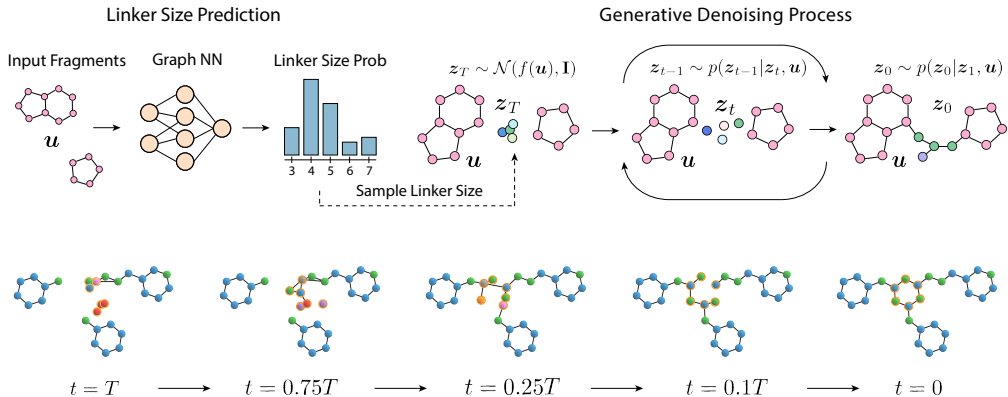 Linker Size Prediction
Generative Denoising Process
Input Fragments
Graph NN
Linker Size Prob
u
3 4 5 6 7
Sample Linker Size
z_T ∼ N(f(u), I)
z_T
u
z_{t−1} ∼ p(z_{t−1}|z_t, u)
z_t
u
z_0 ∼ p(z_0|z_1, u)
z_0
u
t = T
t = 0.75T
t = 0.25T
t = 0.1T
t = 0